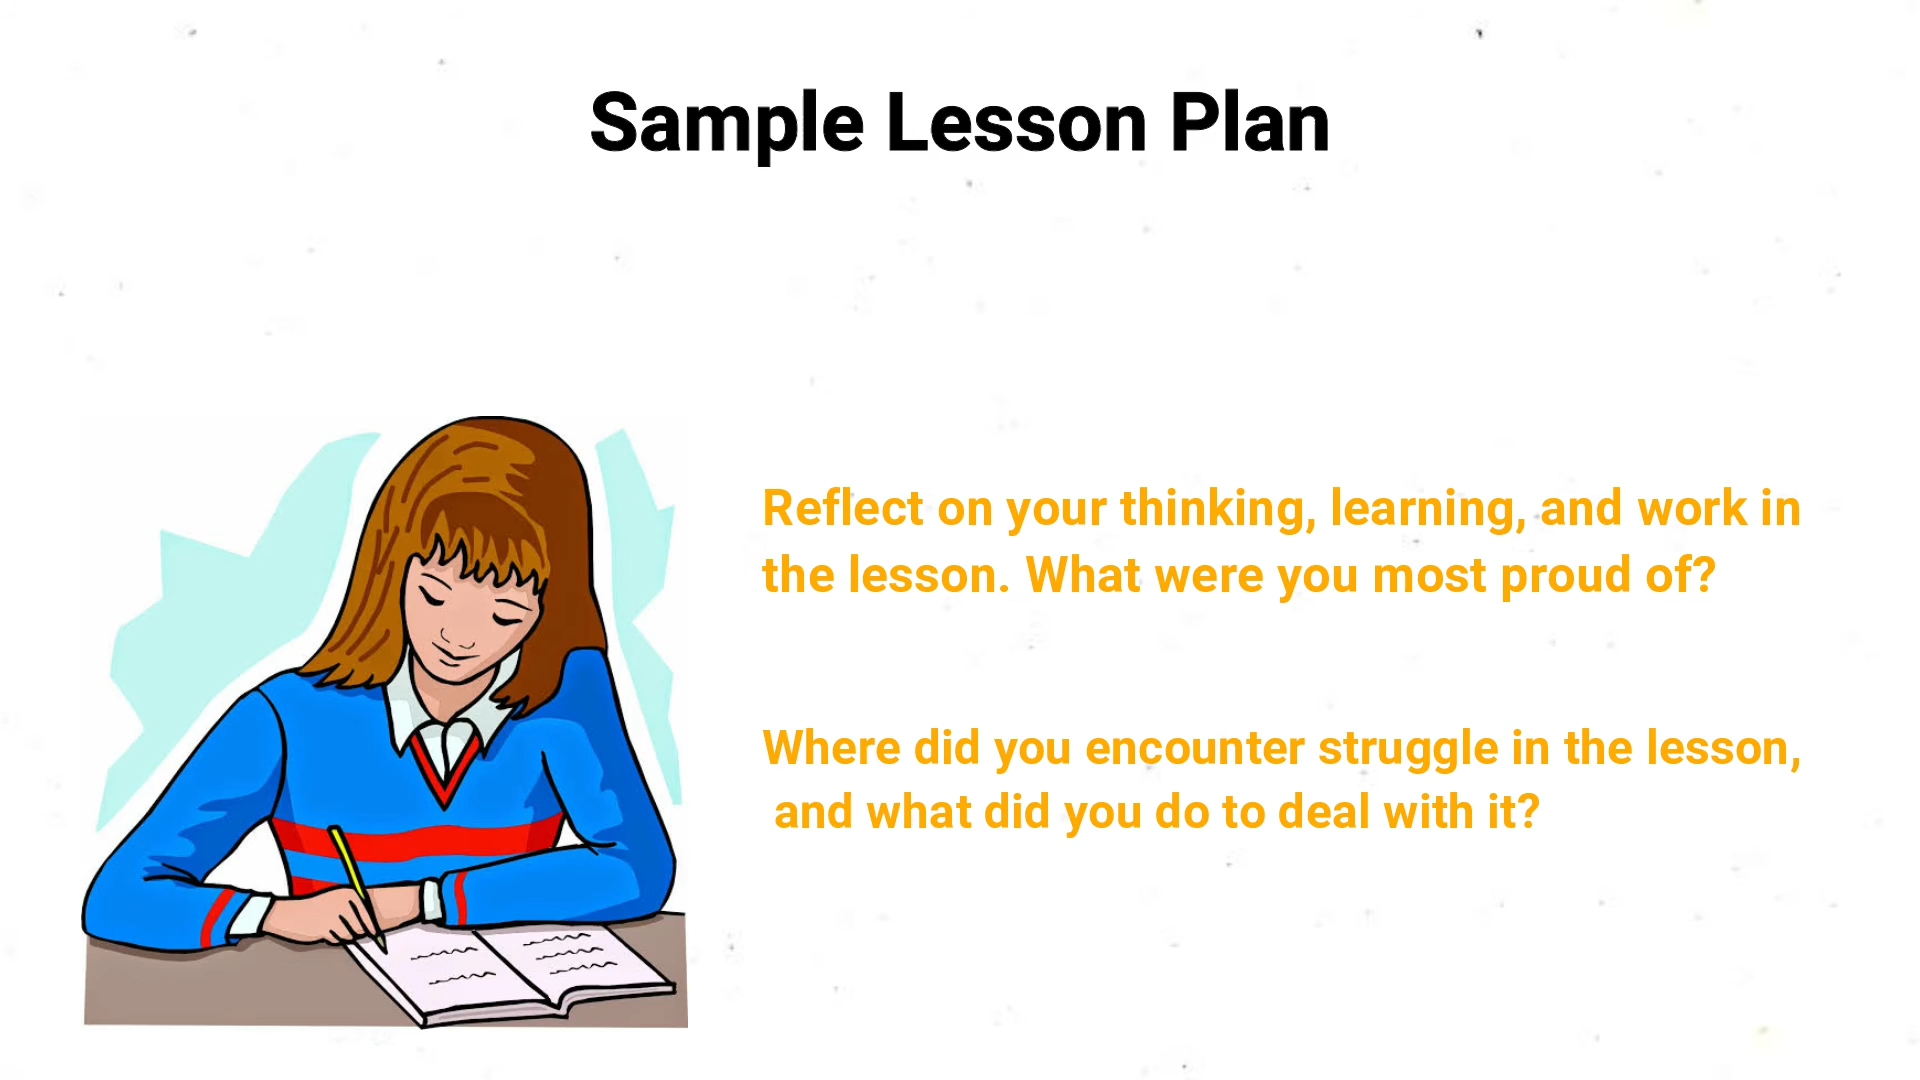 Sample Lesson Plan
Reflect on your thinking, learning, and work in
the lesson. What were you most proud of?
Where did you encounter struggle in the lesson,
and what did you do to deal with it?